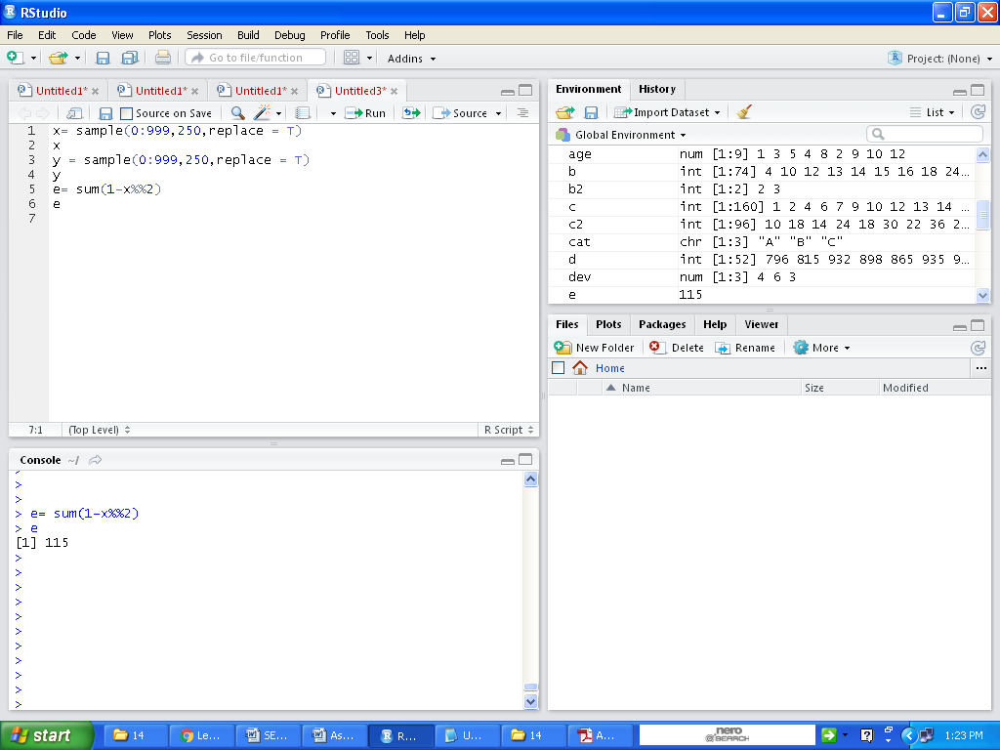 RStudio
File Edit Code View Plots Session Build Debug Profile Tools Help
Go to file/function Addins Project: (None)
Untitled1* Untitled1* Untitled1* Untitled3*
Source on Save Run Source
1 x= sample(0:999,250,replace = T)
2 x
3 y = sample(0:999,250,replace = T)
4 y
5 e= sum(1-x%%2)
6 e
7
7:1 (Top Level) R Script
Console ~/
>
>
>
> e= sum(1-x%%2)
> e
[1] 115
>
>
>
>
>
>
>
>
>
>
>
Environment History
Import Dataset List
Global Environment
age num [1:9] 1 3 5 4 8 2 9 10 12
b int [1:74] 4 10 12 13 14 15 16 18 24...
b2 int [1:2] 2 3
c int [1:160] 1 2 4 6 7 9 10 12 13 14 ...
c2 int [1:96] 10 18 14 24 18 30 22 36 2...
cat chr [1:3] "A" "B" "C"
d int [1:52] 796 815 932 898 865 935 9...
dev num [1:3] 4 6 3
e 115
Files Plots Packages Help Viewer
New Folder Delete Rename More
Home ...
Name Size Modified
start 14 Le... SE... As... R... U... 14 A... nero SEARCH 1:23 PM